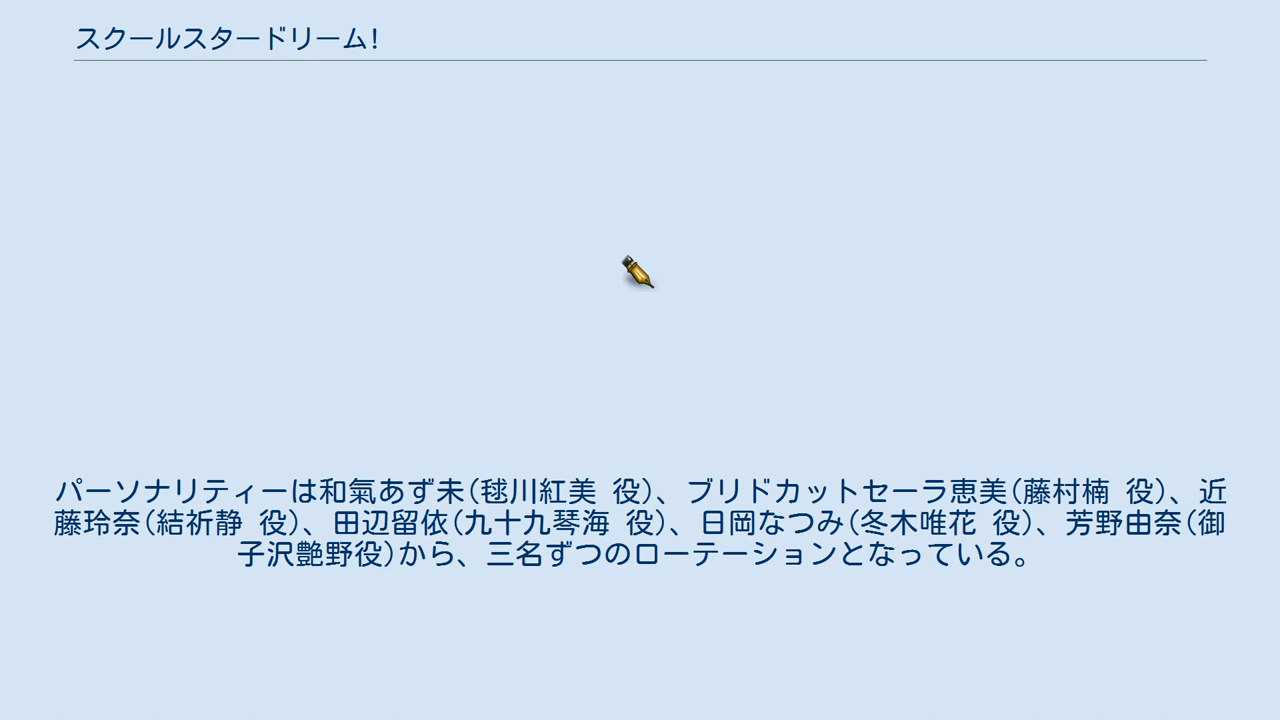 スクールスタードリーム!
パーソナリティーは和氣あず未(毬川紅美 役)、ブリドカットセーラ恵美(藤村楠 役)、近
藤玲奈(結祈静 役)、田辺留依(九十九琴海 役)、日岡なつみ(冬木唯花 役)、芳野由奈(御
子沢艶野役)から、三名ずつのローテーションとなっている。